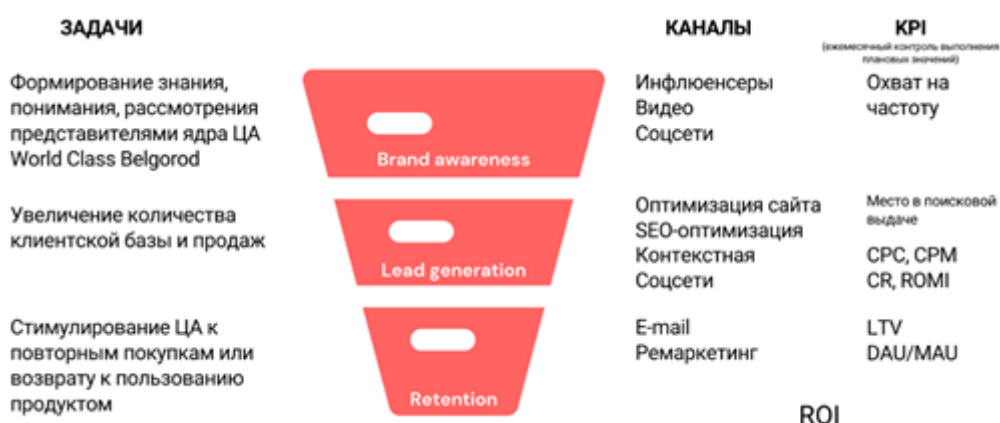 ЗАДАЧИ
КАНАЛЫ
KPI
(ежемесячный контроль выполнения
плановых значений)
Формирование знания,
понимания, рассмотрения
представителями ядра ЦА
World Class Belgorod
Brand awareness
Инфлюенсеры
Видео
Соцсети
Охват на
частоту
Увеличение количества
клиентской базы и продаж
Lead generation
Оптимизация сайта
SEO-оптимизация
Контекстная
Соцсети
Место в поисковой
выдаче
CPC, CPM
CR, ROMI
Стимулирование ЦА к
повторным покупкам или
возврату к пользованию
продуктом
Retention
E-mail
Ремаркетинг
LTV
DAU/MAU
ROI